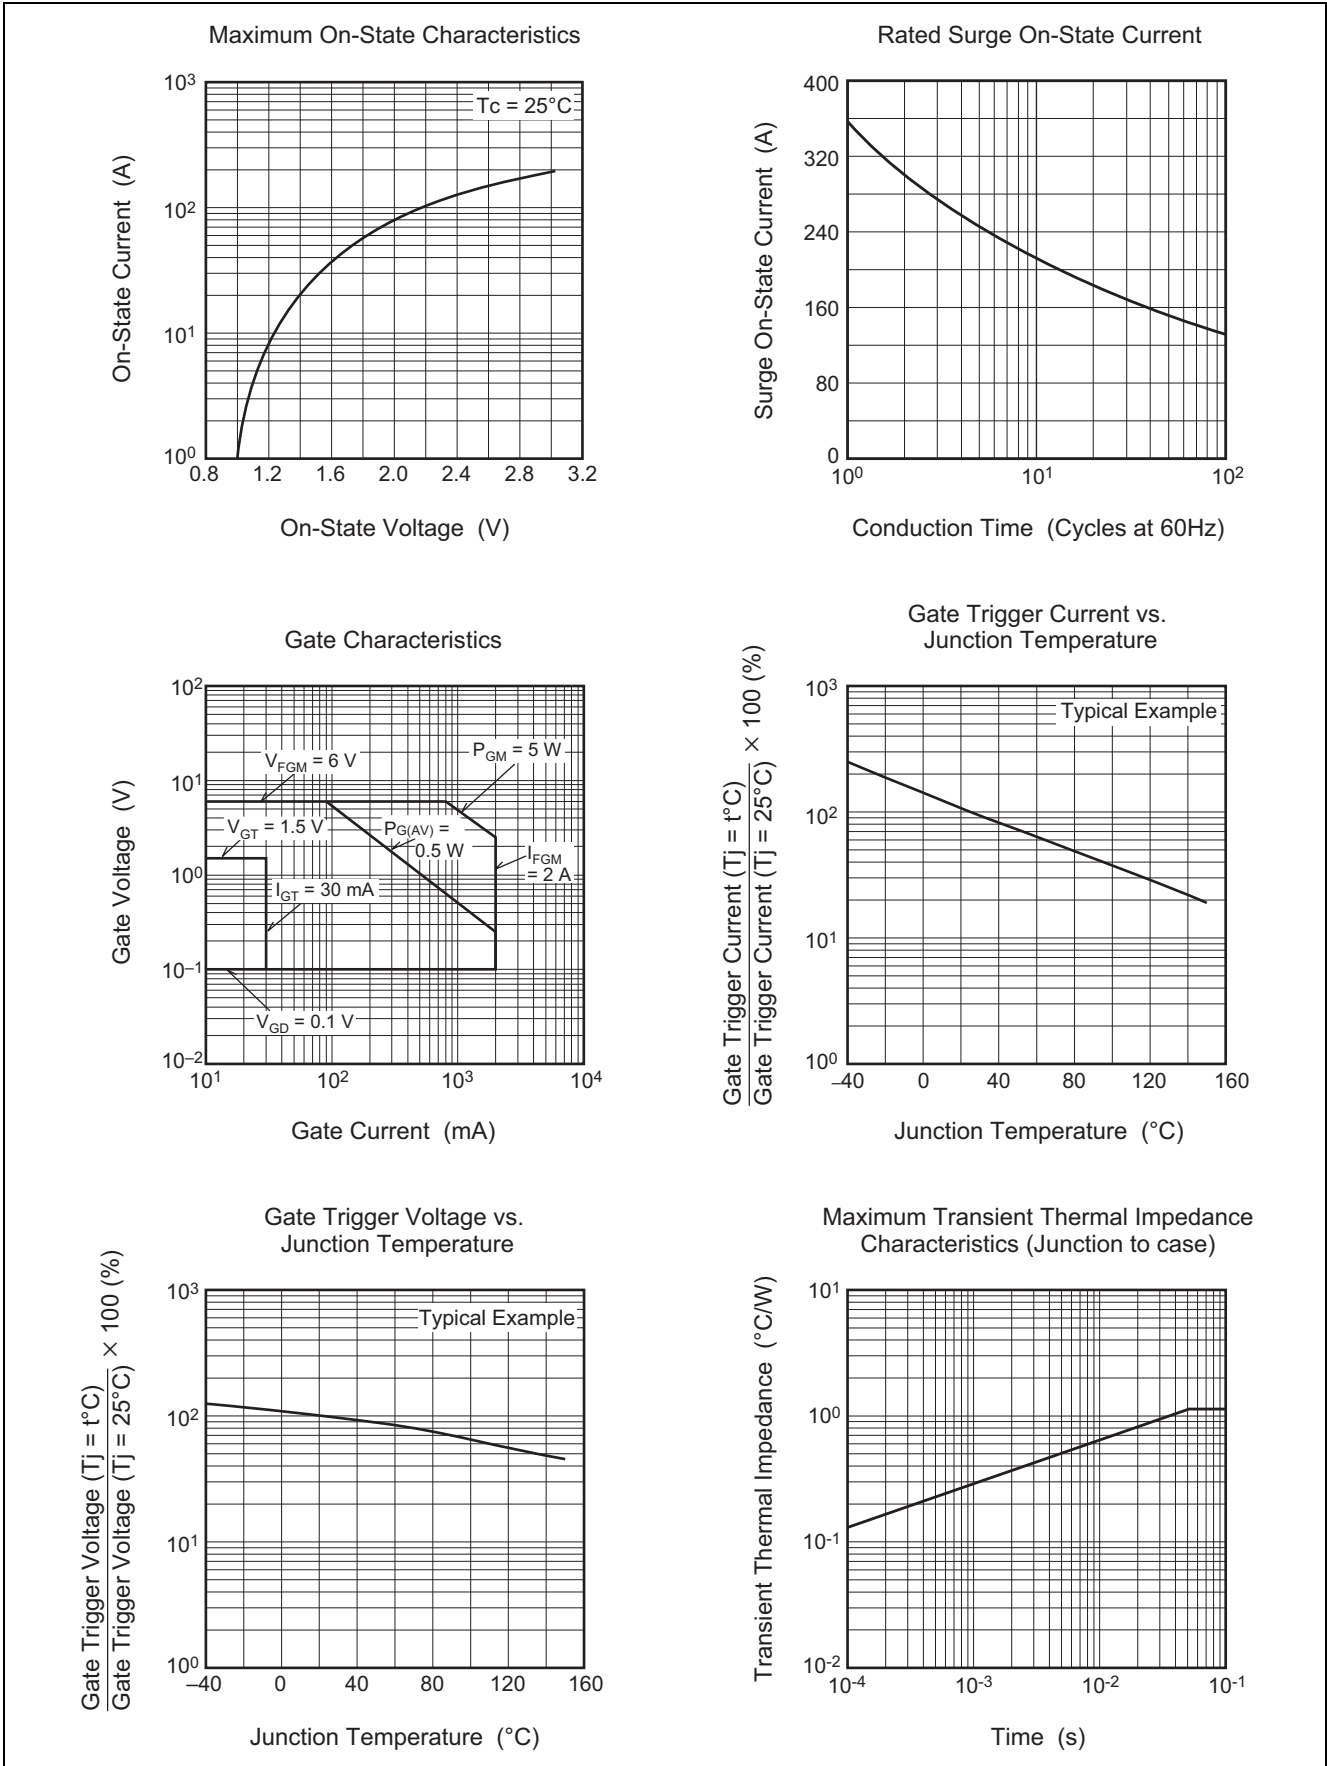 Maximum On-State Characteristics
On-State Current (A)
10³
10²
10¹
10⁰
Tc = 25°C
0.8 1.2 1.6 2.0 2.4 2.8 3.2
On-State Voltage (V)
Rated Surge On-State Current
Surge On-State Current (A)
400
320
240
160
80
0
10⁰ 10¹ 10²
Conduction Time (Cycles at 60Hz)
Gate Characteristics
Gate Voltage (V)
10²
10¹
10⁰
10–¹
10–²
V_FGM = 6 V
P_GM = 5 W
V_GT = 1.5 V
P_G(AV) =
0.5 W
I_FGM
= 2 A
I_GT = 30 mA
V_GD = 0.1 V
10¹ 10² 10³ 10⁴
Gate Current (mA)
Gate Trigger Current vs.
Junction Temperature
Gate Trigger Current (Tj = t°C)
Gate Trigger Current (Tj = 25°C)
× 100 (%)
10³
10²
10¹
10⁰
Typical Example
–40 0 40 80 120 160
Junction Temperature (°C)
Gate Trigger Voltage vs.
Junction Temperature
Gate Trigger Voltage (Tj = t°C)
Gate Trigger Voltage (Tj = 25°C)
× 100 (%)
10³
10²
10¹
10⁰
Typical Example
–40 0 40 80 120 160
Junction Temperature (°C)
Maximum Transient Thermal Impedance
Characteristics (Junction to case)
Transient Thermal Impedance (°C/W)
10¹
10⁰
10-¹
10-²
10-⁴ 10-³ 10-² 10-¹
Time (s)